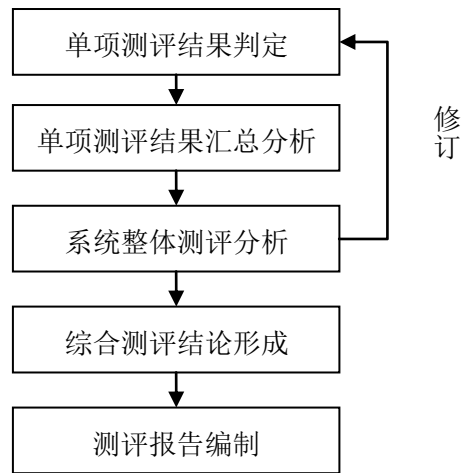 单项测评结果判定
单项测评结果汇总分析
修订
系统整体测评分析
综合测评结论形成
测评报告编制